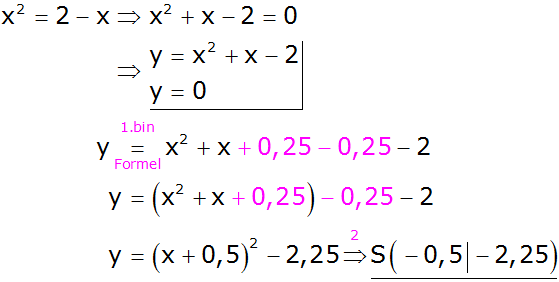 x² = 2 − x ⇒ x² + x − 2 = 0
⇒ y = x² + x − 2
y = 0
1.bin
y = x² + x + 0,25 − 0,25 − 2
Formel
y = (x² + x + 0,25) − 0,25 − 2
2
y = (x + 0,5)² − 2,25 ⇒ S(− 0,5 | − 2,25)